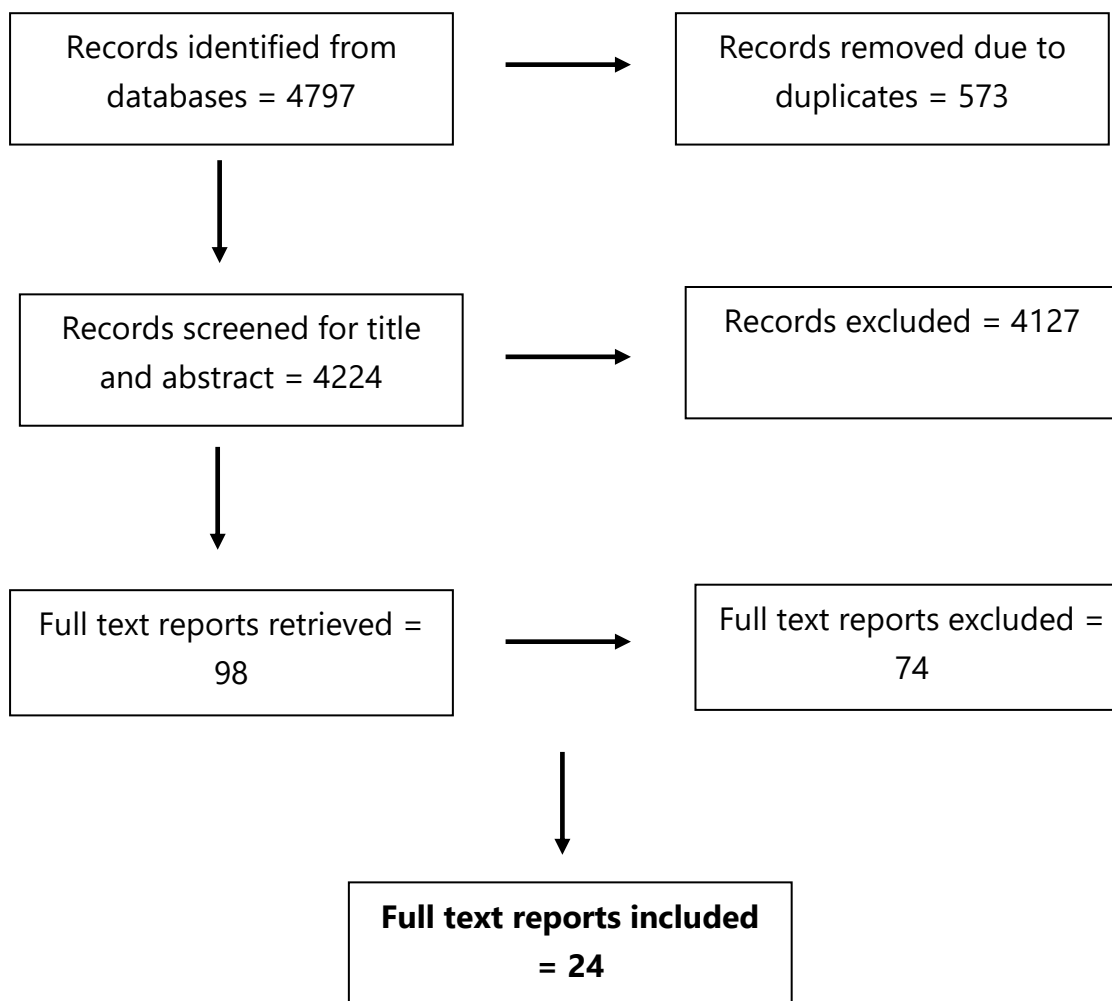 Records identified from
databases = 4797
Records removed due to
duplicates = 573
Records screened for title
and abstract = 4224
Records excluded = 4127
Full text reports retrieved =
98
Full text reports excluded =
74
Full text reports included
= 24